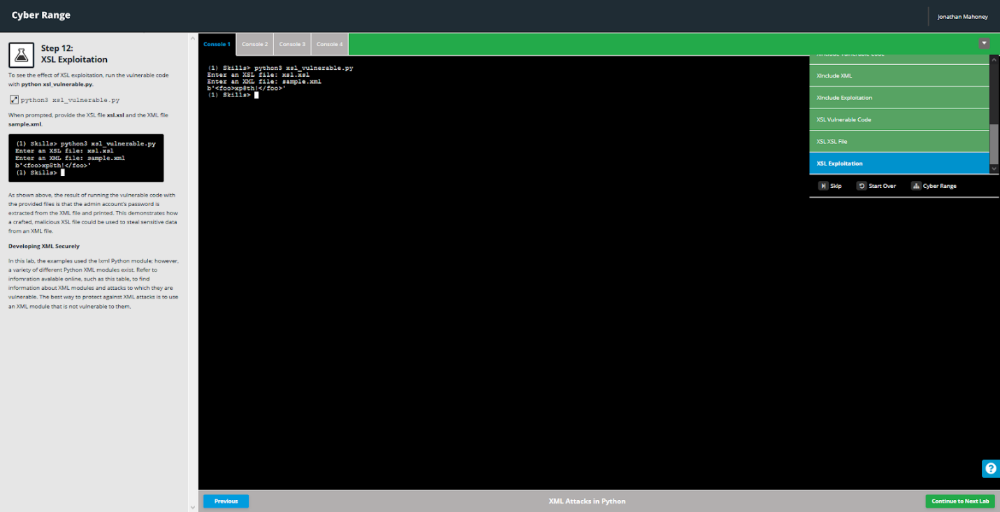 Cyber Range
Jonathan Mahoney
Step 12:
XSL Exploitation
To see the effect of XSL exploitation, run the vulnerable code
with python xsl_vulnerable.py.
python3 xsl_vulnerable.py
When prompted, provide the XSL file xsl.xsl and the XML file
sample.xml.
(1) Skills> python3 xsl_vulnerable.py
Enter an XSL file: xsl.xsl
Enter an XML file: sample.xml
b'<foo>xp8th!</foo>'
(1) Skills>
As shown above, the result of running the vulnerable code with
the provided files is that the admin account's password is
extracted from the XML file and printed. This demonstrates how
a crafted, malicious XSL file could be used to steal sensitive data
from an XML file.
Developing XML Securely
In this lab, the examples used the lxml Python module; however,
a variety of different Python XML modules exist. Refer to
infomration avalable online, such as this table, to find
information about XML modules and attacks to which they are
vulnerable. The best way to protect against XML attacks is to use
an XML module that is not vulnerable to them.
Console 1
Console 2
Console 3
Console 4
(1) Skills> python3 xsl_vulnerable.py
Enter an XSL file: xsl.xsl
Enter an XML file: sample.xml
b'<foo>xp8th!</foo>'
(1) Skills>
XInclude Vulnerable Code
XInclude XML
XInclude Exploitation
XSL Vulnerable Code
XSL XSL File
XSL Exploitation
Skip
Start Over
Cyber Range
?
Previous
XML Attacks in Python
Continue to Next Lab